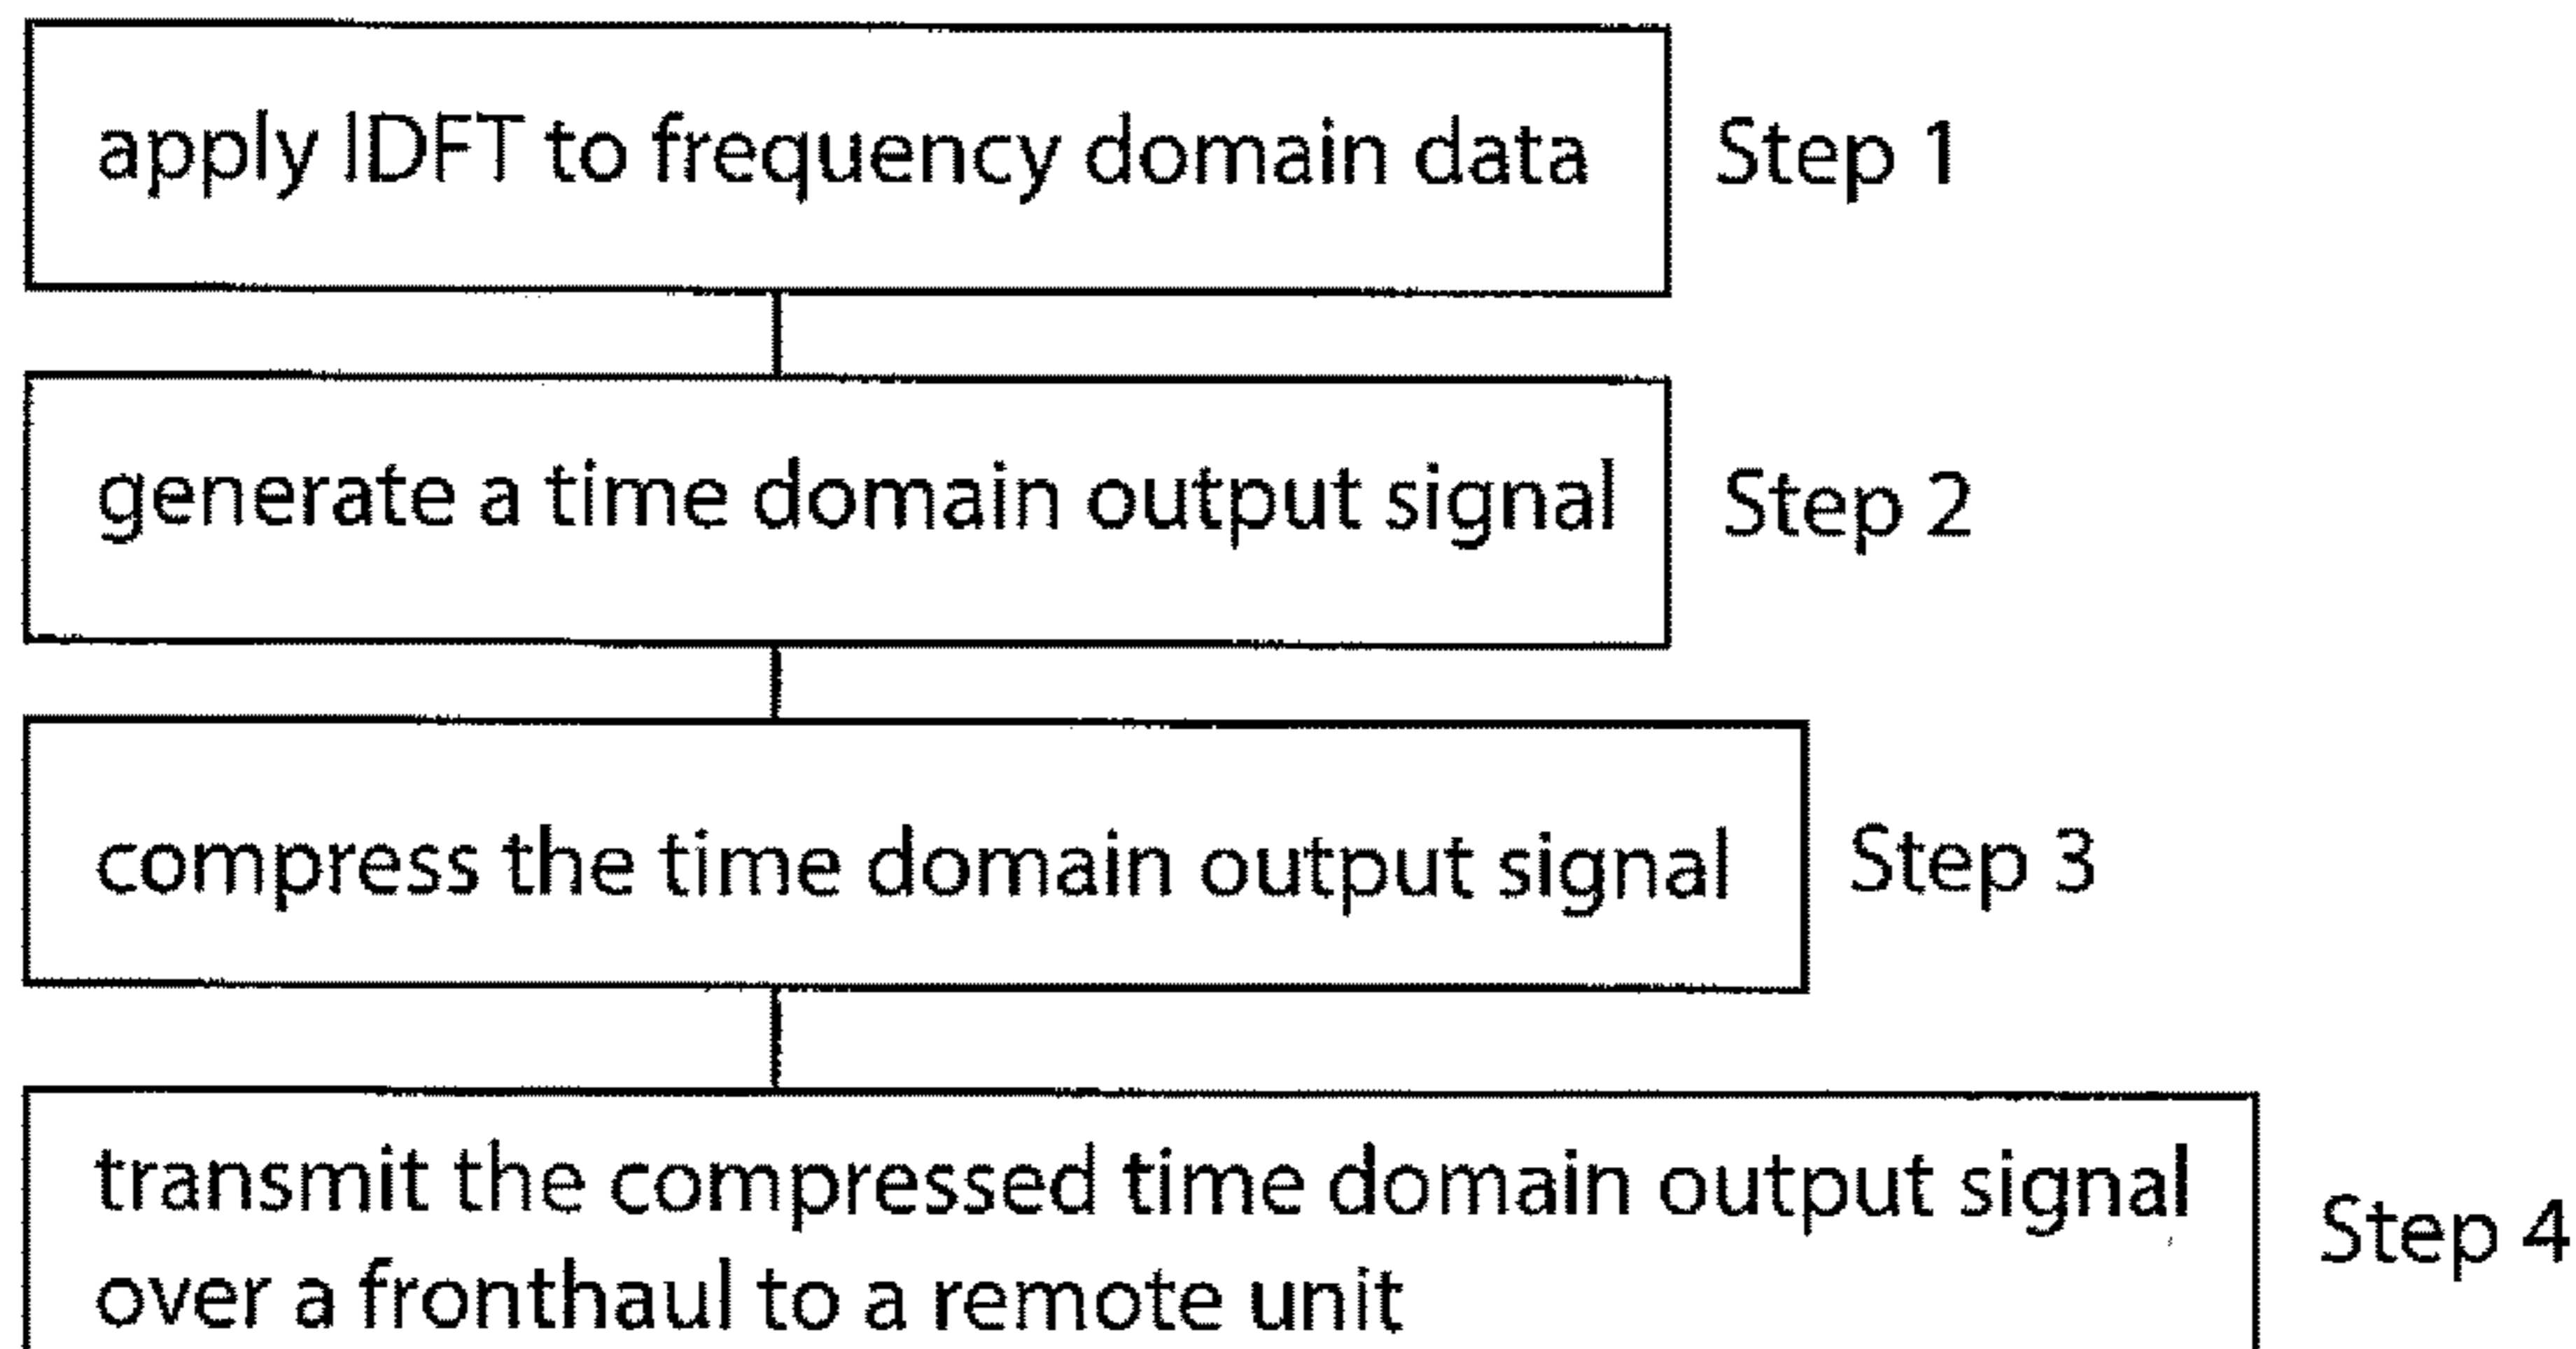 apply IDFT to frequency domain data Step 1
generate a time domain output signal Step 2
compress the time domain output signal Step 3
transmit the compressed time domain output signal
over a fronthaul to a remote unit
Step 4